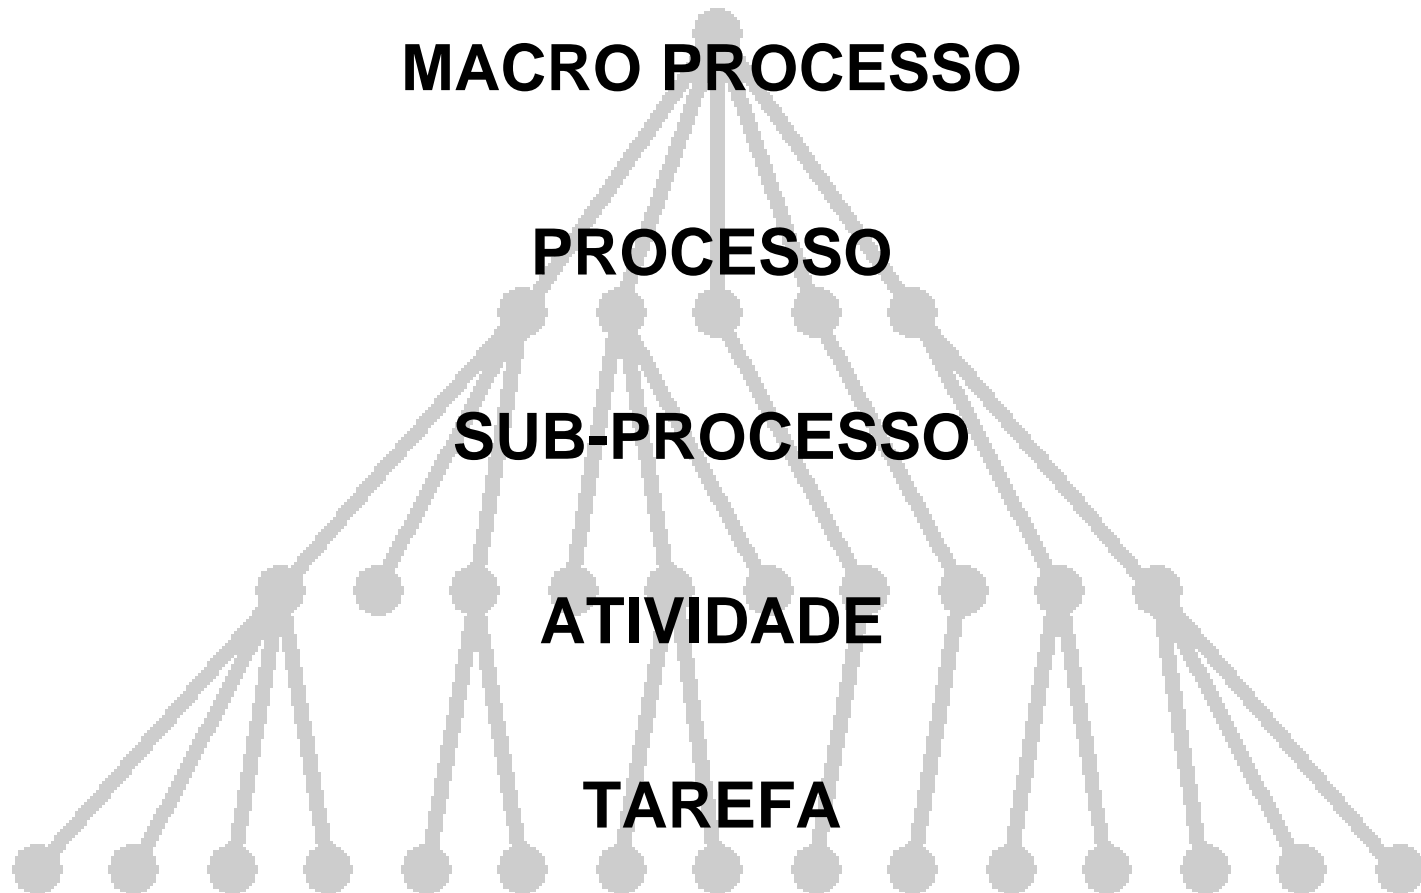 MACRO PROCESSO
PROCESSO
SUB-PROCESSO
ATIVIDADE
TAREFA